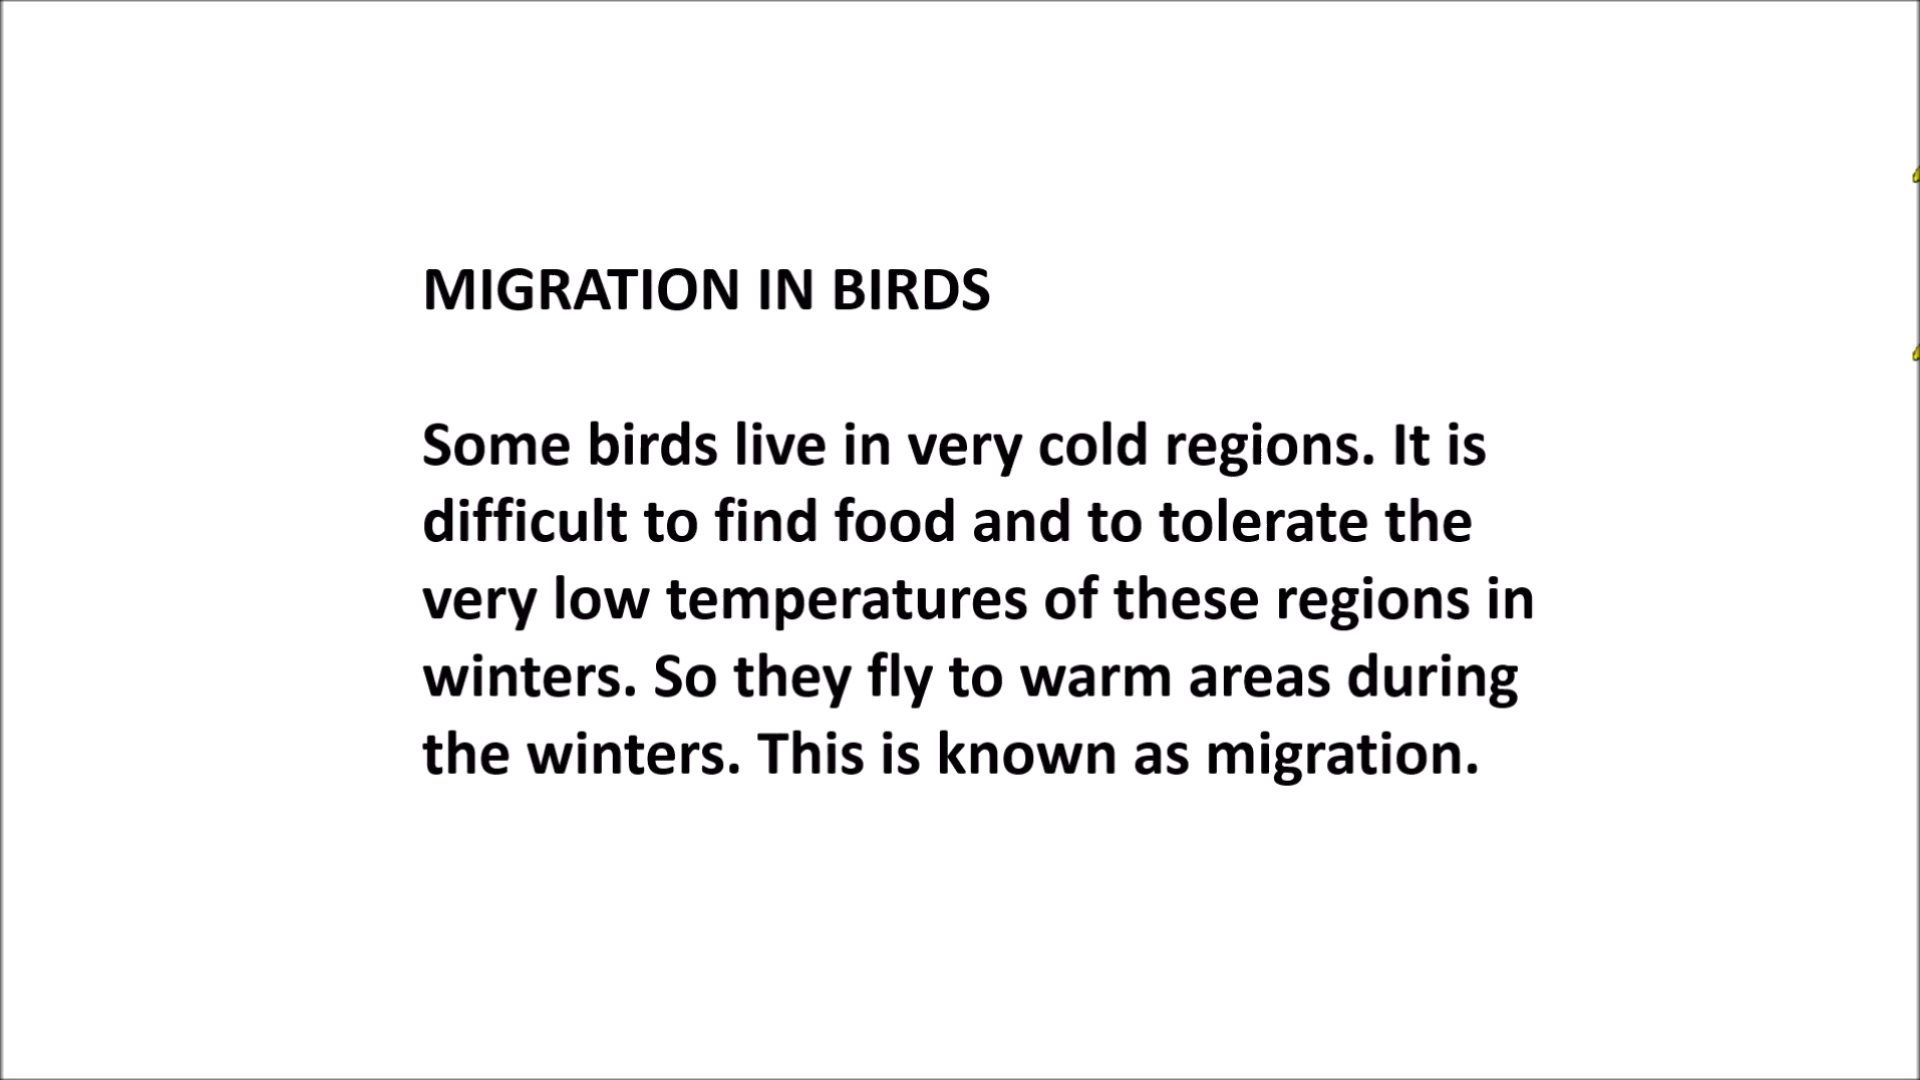 MIGRATION IN BIRDS
Some birds live in very cold regions. It is
difficult to find food and to tolerate the
very low temperatures of these regions in
winters. So they fly to warm areas during
the winters. This is known as migration.